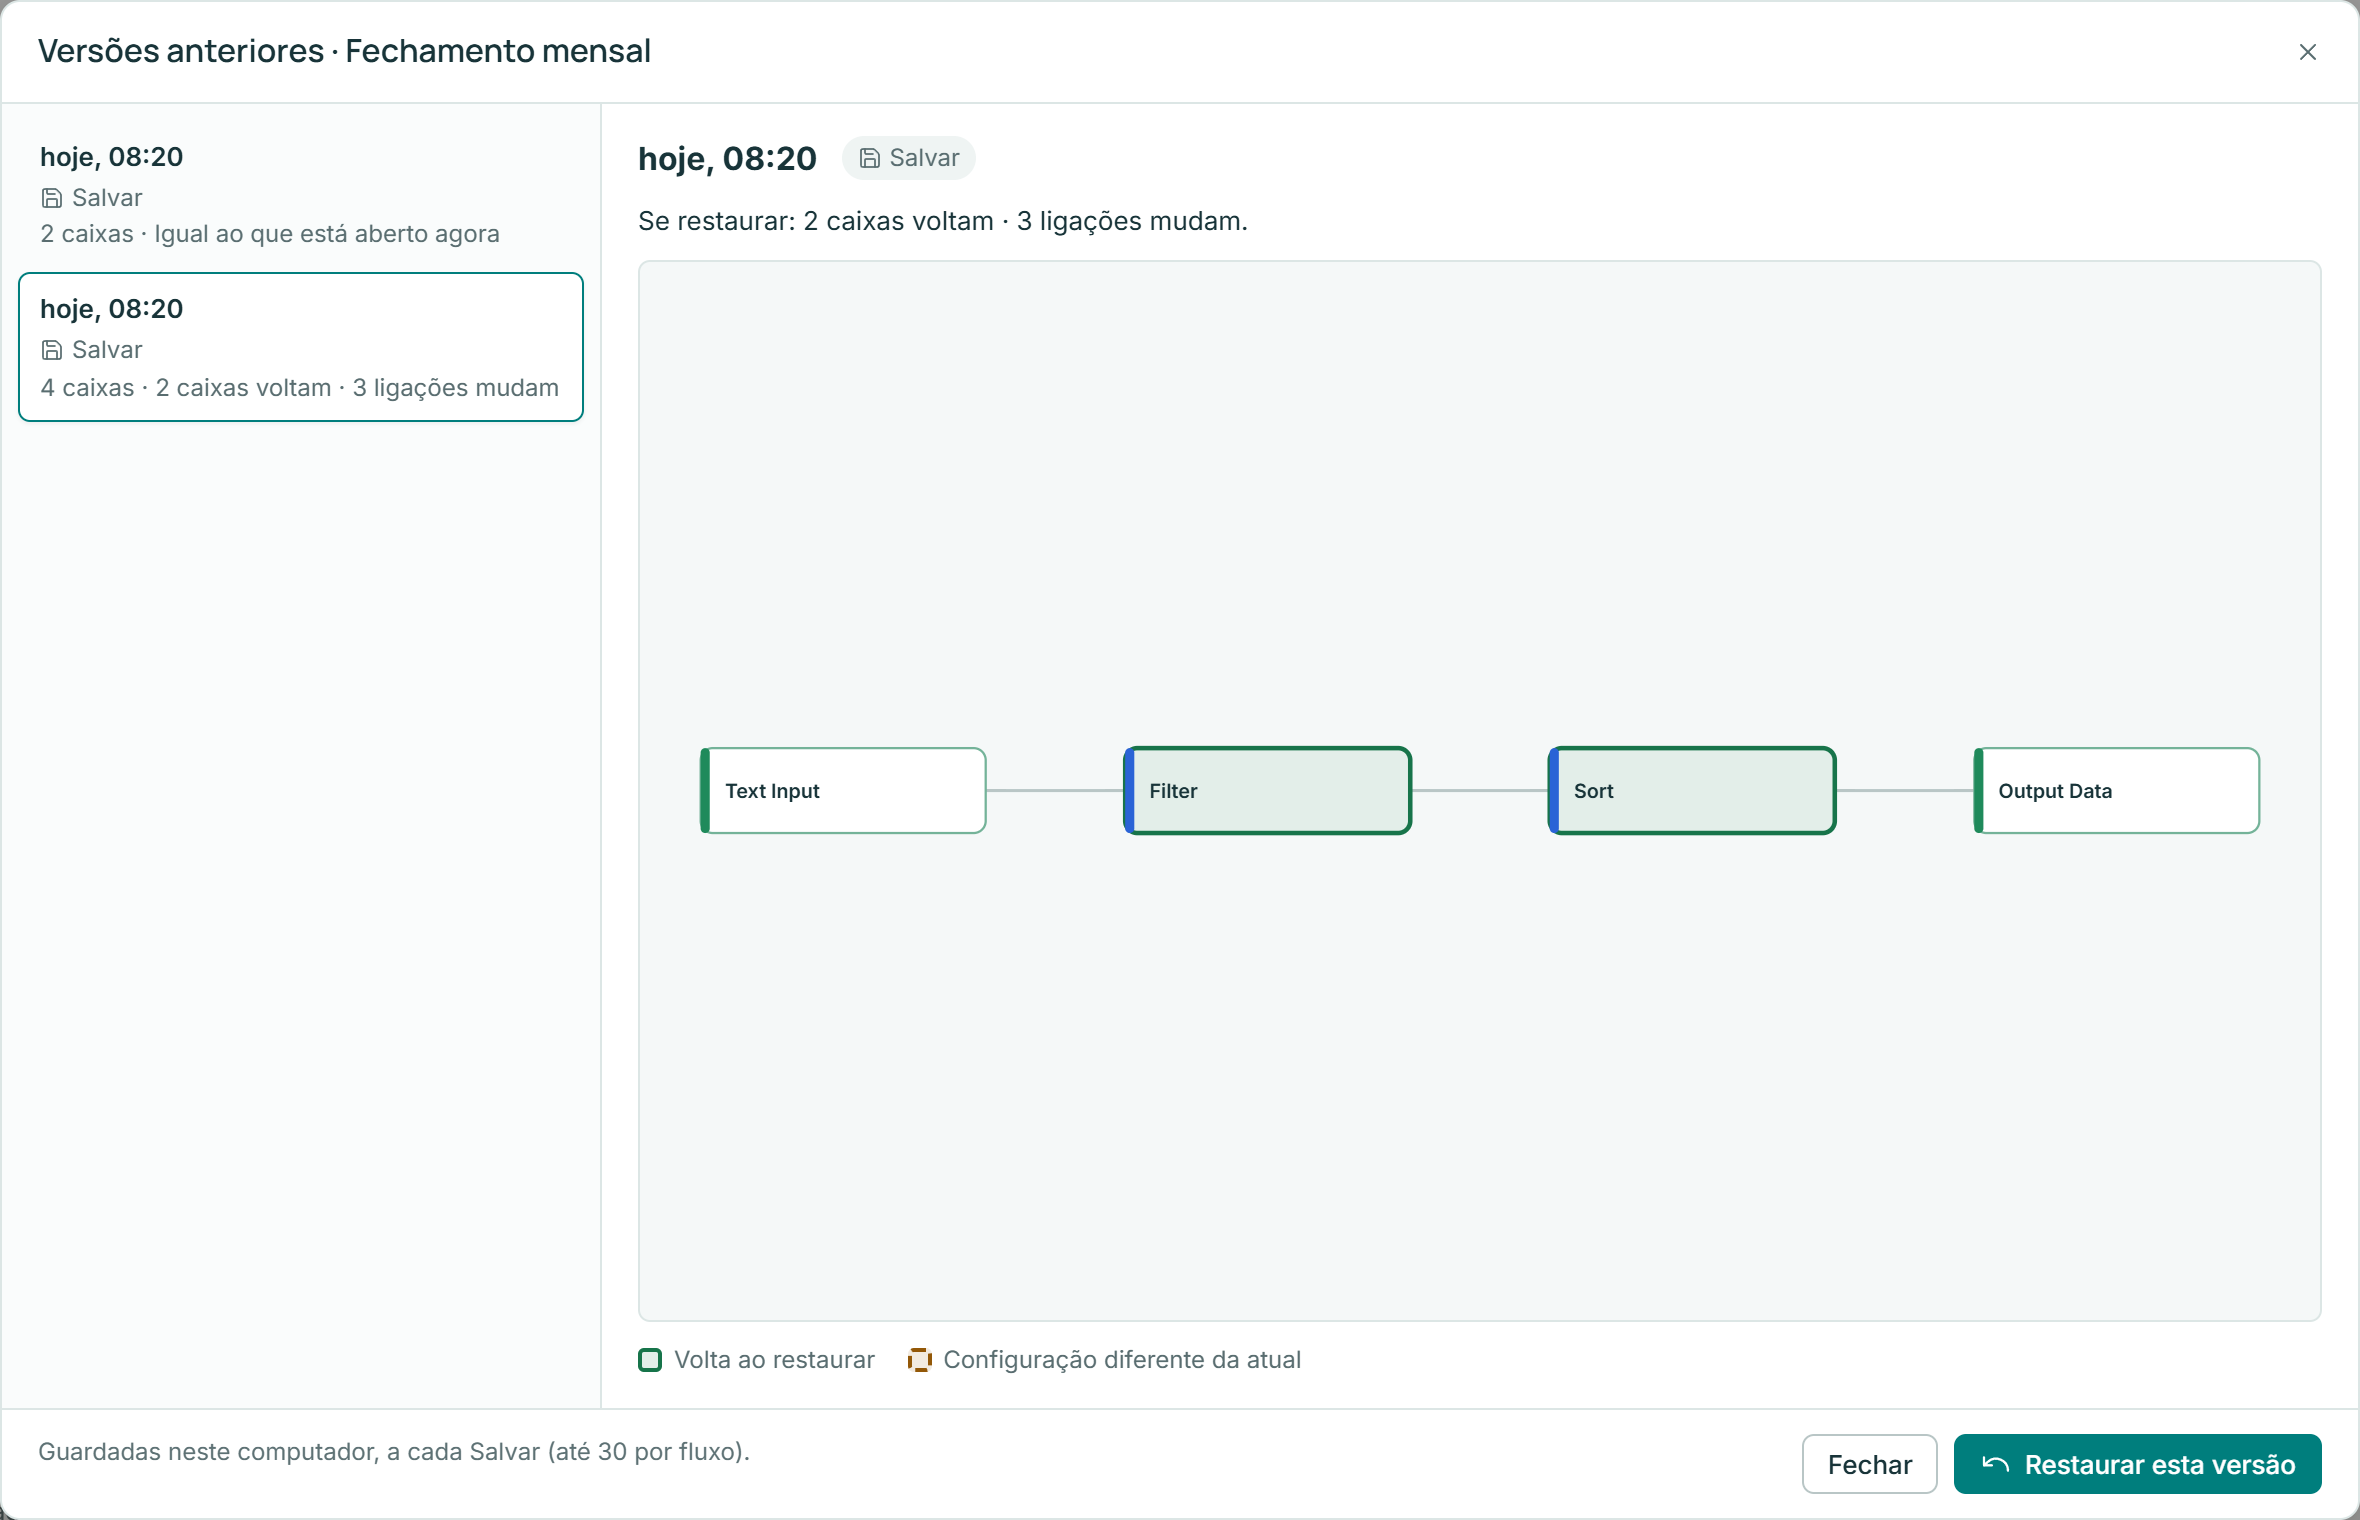 Versões anteriores · Fechamento mensal
hoje, 08:20
Salvar
2 caixas · Igual ao que está aberto agora
hoje, 08:20
Salvar
4 caixas · 2 caixas voltam · 3 ligações mudam
hoje, 08:20 Salvar
Se restaurar: 2 caixas voltam · 3 ligações mudam.
Text Input Filter Sort Output Data
Volta ao restaurar Configuração diferente da atual
Guardadas neste computador, a cada Salvar (até 30 por fluxo).
Fechar Restaurar esta versão